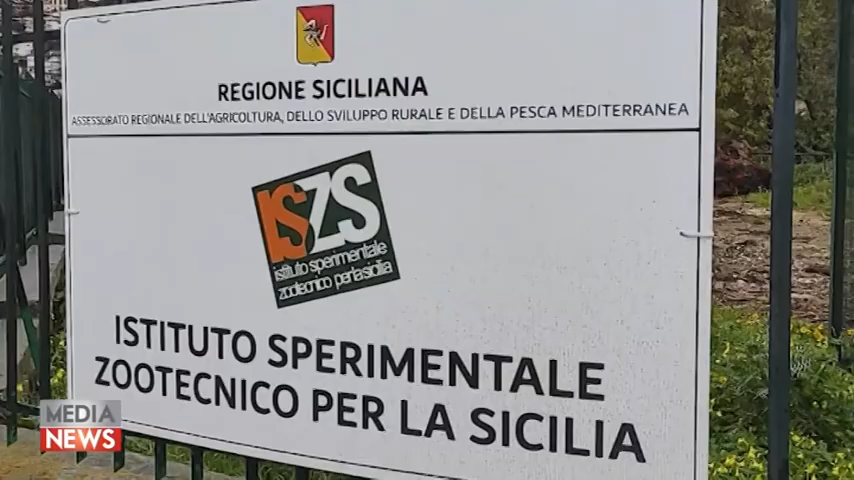 REGIONE SICILIANA
ASSESSORATO REGIONALE DELL'AGRICOLTURA, DELLO SVILUPPO RURALE E DELLA PESCA MEDITERRANEA
ISZS
istituto sperimentale
zootecnico per la sicilia
ISTITUTO SPERIMENTALE
ZOOTECNICO PER LA SICILIA
MEDIA
NEWS